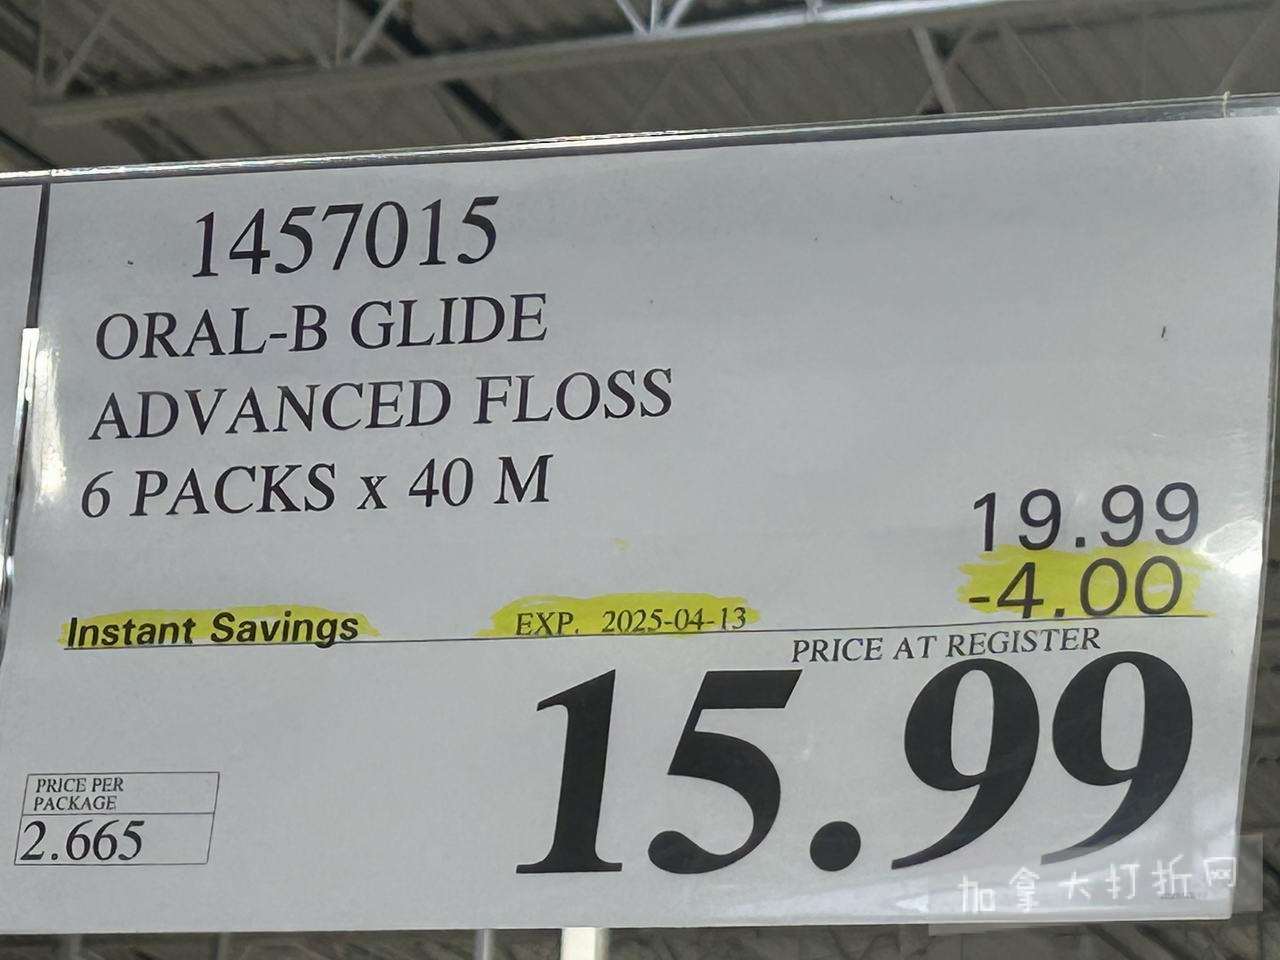 1457015
ORAL-B GLIDE
ADVANCED FLOSS
6 PACKS x 40 M
19.99
-4.00
Instant Savings EXP. 2025-04-13
PRICE AT REGISTER
15.99
PRICE PER
PACKAGE
2.665
加拿大打折网